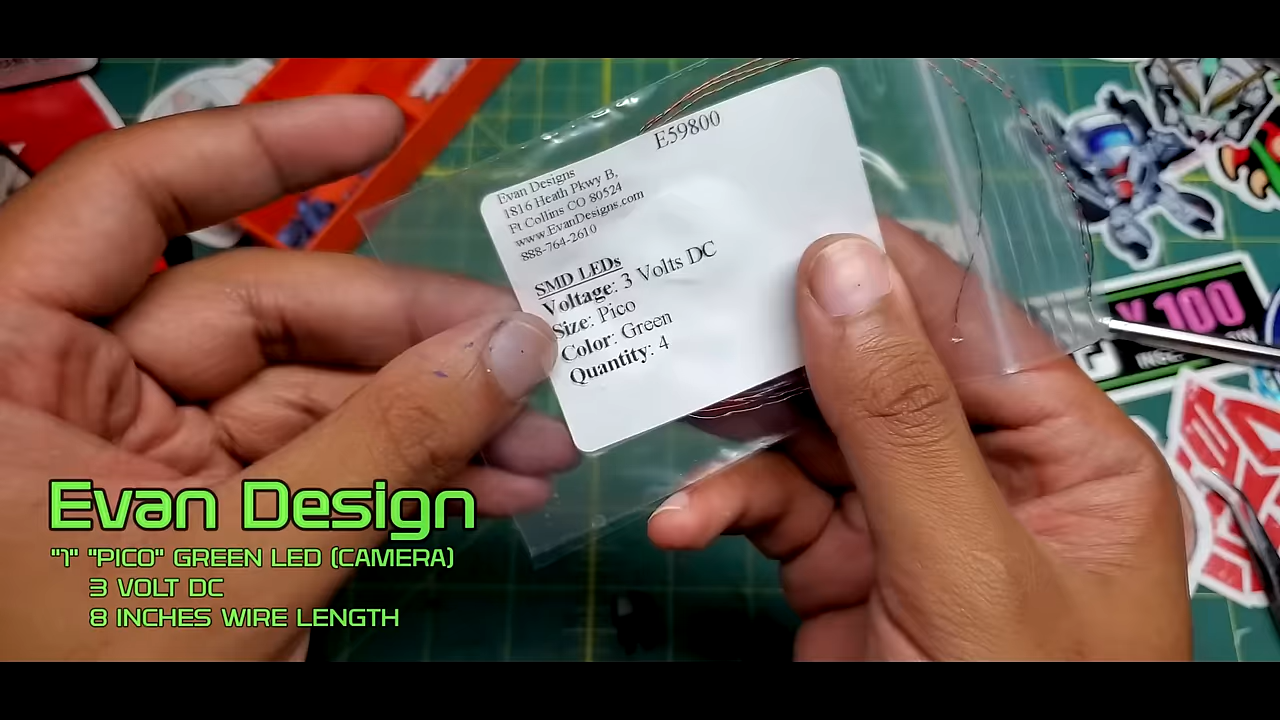 E59800
Evan Designs
1816 Heath Pkwy B,
Ft Collins CO 80524
www.EvanDesigns.com
888-764-2610
SMD LEDs
Voltage: 3 Volts DC
Size: Pico
Color: Green
Quantity: 4
¥ 100
Evan Design
"1" "PICO" GREEN LED (CAMERA)
3 VOLT DC
8 INCHES WIRE LENGTH